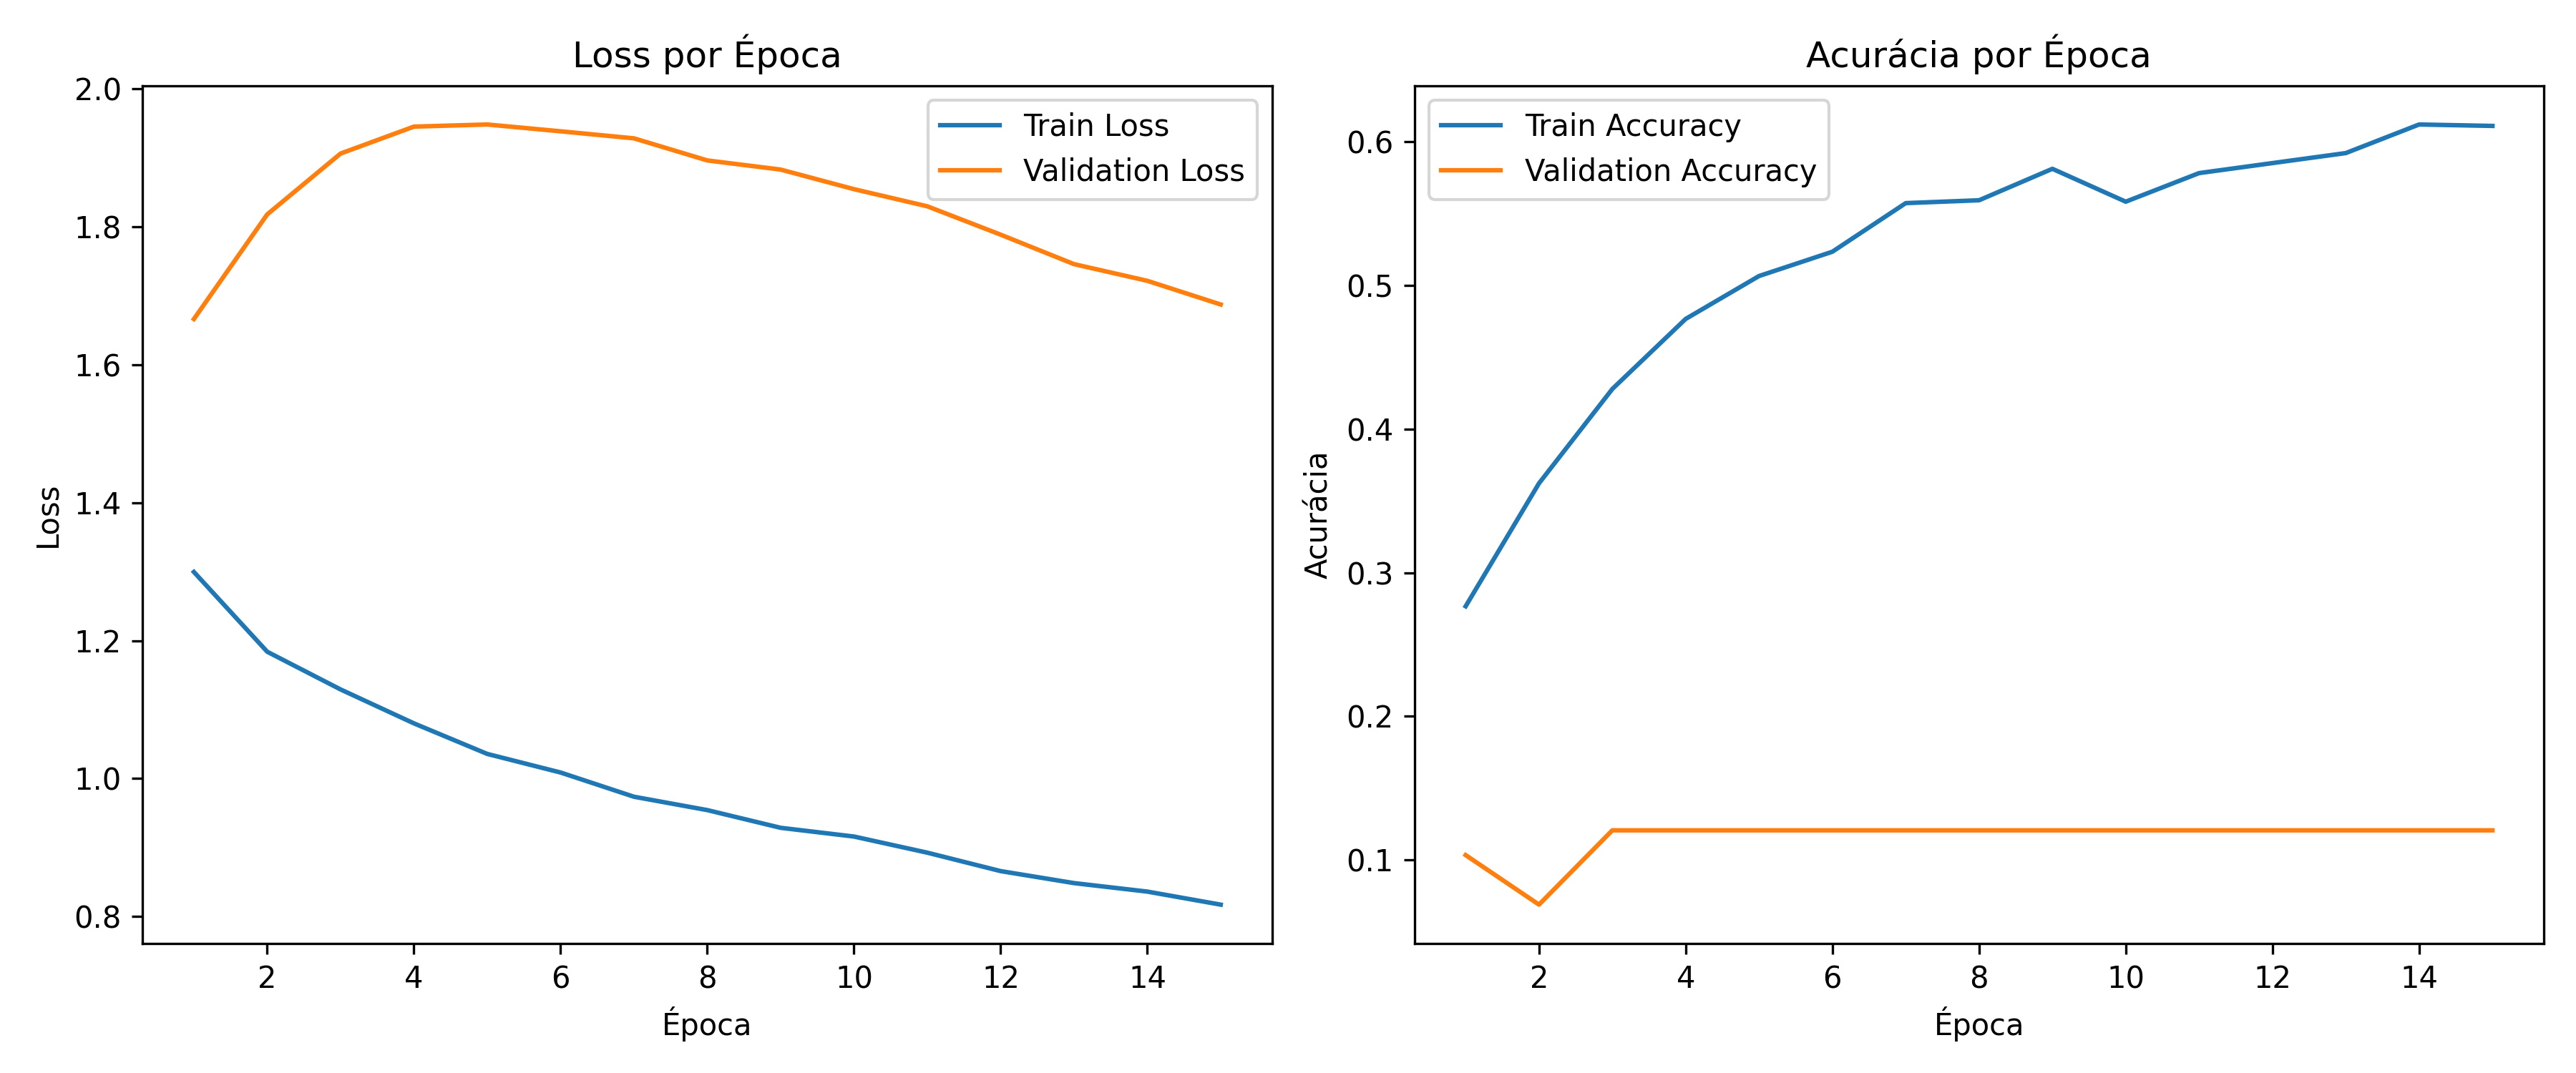 Loss por Época
2.0
1.8
1.6
1.4
1.2
1.0
0.8
Loss
Train Loss
Validation Loss
2 4 6 8 10 12 14
Época
Acurácia por Época
0.6
0.5
0.4
0.3
0.2
0.1
Acurácia
Train Accuracy
Validation Accuracy
2 4 6 8 10 12 14
Época